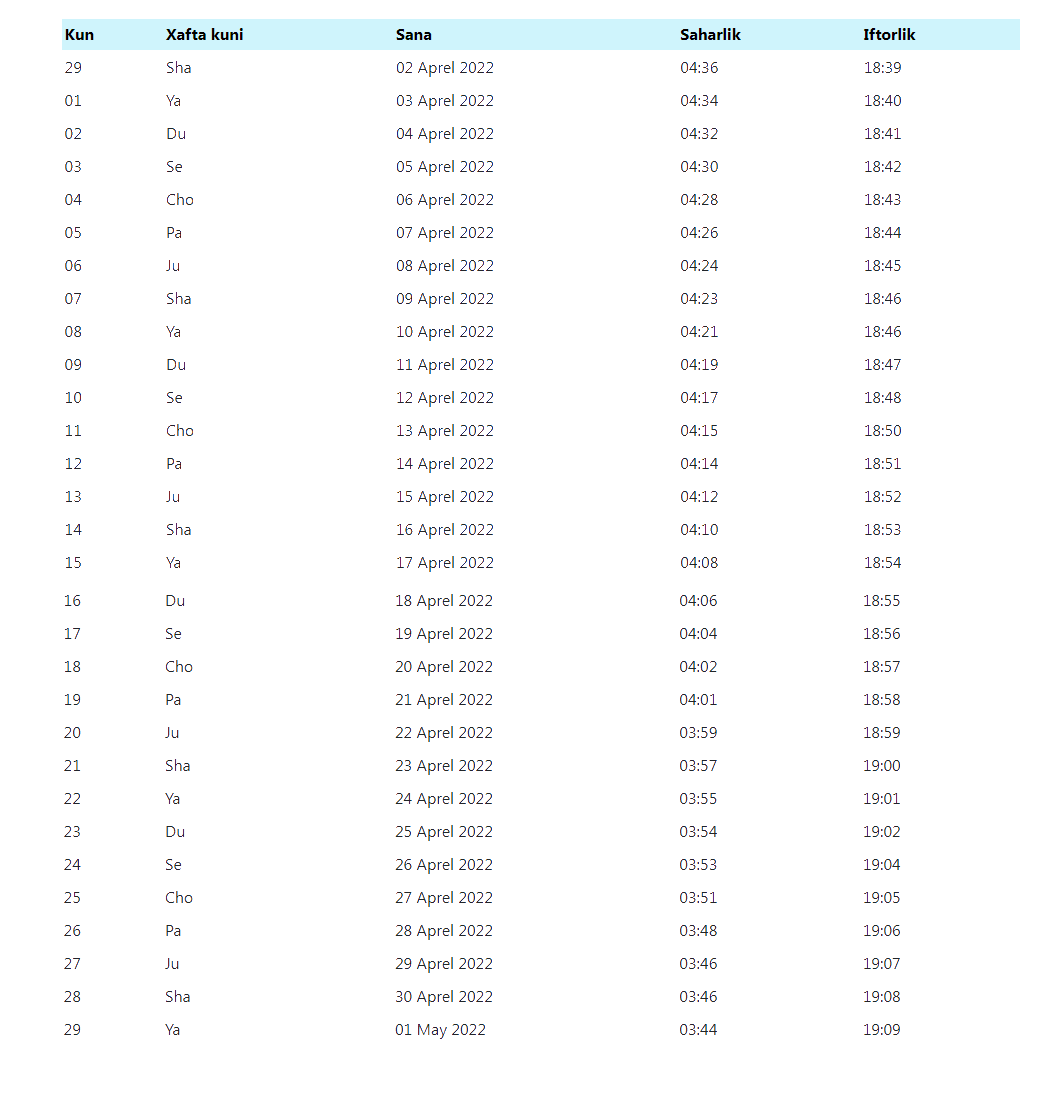 Kun Xafta kuni Sana Saharlik Iftorlik
29 Sha 02 Aprel 2022 04:36 18:39
01 Ya 03 Aprel 2022 04:34 18:40
02 Du 04 Aprel 2022 04:32 18:41
03 Se 05 Aprel 2022 04:30 18:42
04 Cho 06 Aprel 2022 04:28 18:43
05 Pa 07 Aprel 2022 04:26 18:44
06 Ju 08 Aprel 2022 04:24 18:45
07 Sha 09 Aprel 2022 04:23 18:46
08 Ya 10 Aprel 2022 04:21 18:46
09 Du 11 Aprel 2022 04:19 18:47
10 Se 12 Aprel 2022 04:17 18:48
11 Cho 13 Aprel 2022 04:15 18:50
12 Pa 14 Aprel 2022 04:14 18:51
13 Ju 15 Aprel 2022 04:12 18:52
14 Sha 16 Aprel 2022 04:10 18:53
15 Ya 17 Aprel 2022 04:08 18:54
16 Du 18 Aprel 2022 04:06 18:55
17 Se 19 Aprel 2022 04:04 18:56
18 Cho 20 Aprel 2022 04:02 18:57
19 Pa 21 Aprel 2022 04:01 18:58
20 Ju 22 Aprel 2022 03:59 18:59
21 Sha 23 Aprel 2022 03:57 19:00
22 Ya 24 Aprel 2022 03:55 19:01
23 Du 25 Aprel 2022 03:54 19:02
24 Se 26 Aprel 2022 03:53 19:04
25 Cho 27 Aprel 2022 03:51 19:05
26 Pa 28 Aprel 2022 03:48 19:06
27 Ju 29 Aprel 2022 03:46 19:07
28 Sha 30 Aprel 2022 03:46 19:08
29 Ya 01 May 2022 03:44 19:09